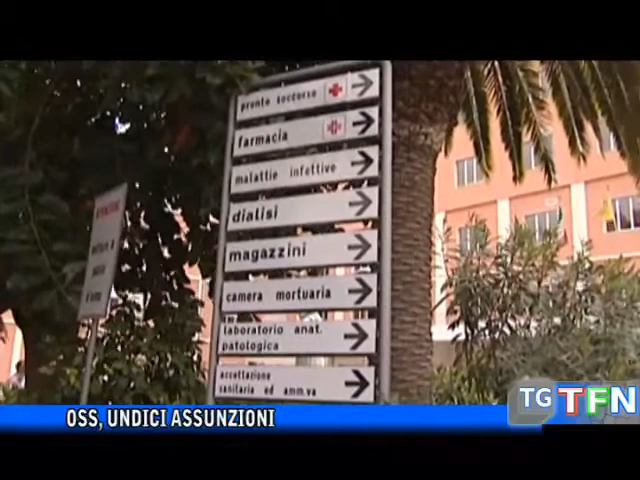 pronto soccorso
farmacia
malattie infettive
dialisi
magazzini
camera mortuaria
laboratorio anat.
patologica
accettazione
sanitaria ed amm.va
OSS, UNDICI ASSUNZIONI
TG TFN